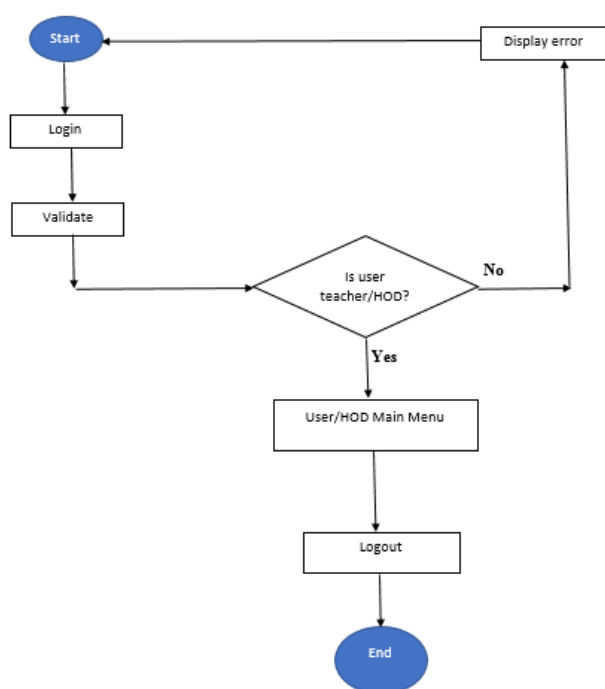 Start
Display error
Login
Validate
Is user
teacher/HOD?
No
Yes
User/HOD Main Menu
Logout
End